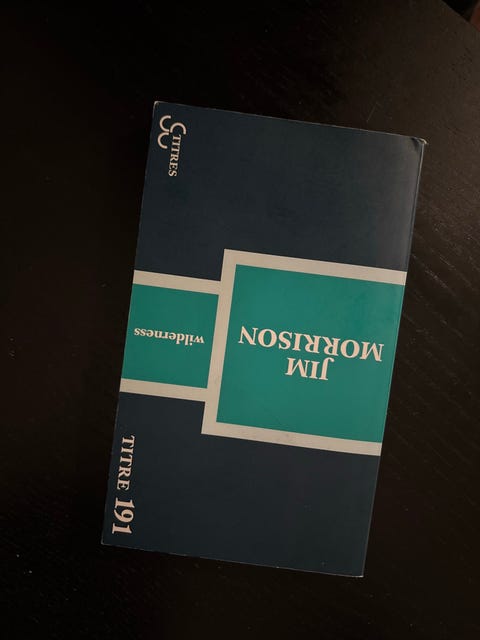 TITRE 191
TITRES
JIM
MORRISON
wilderness